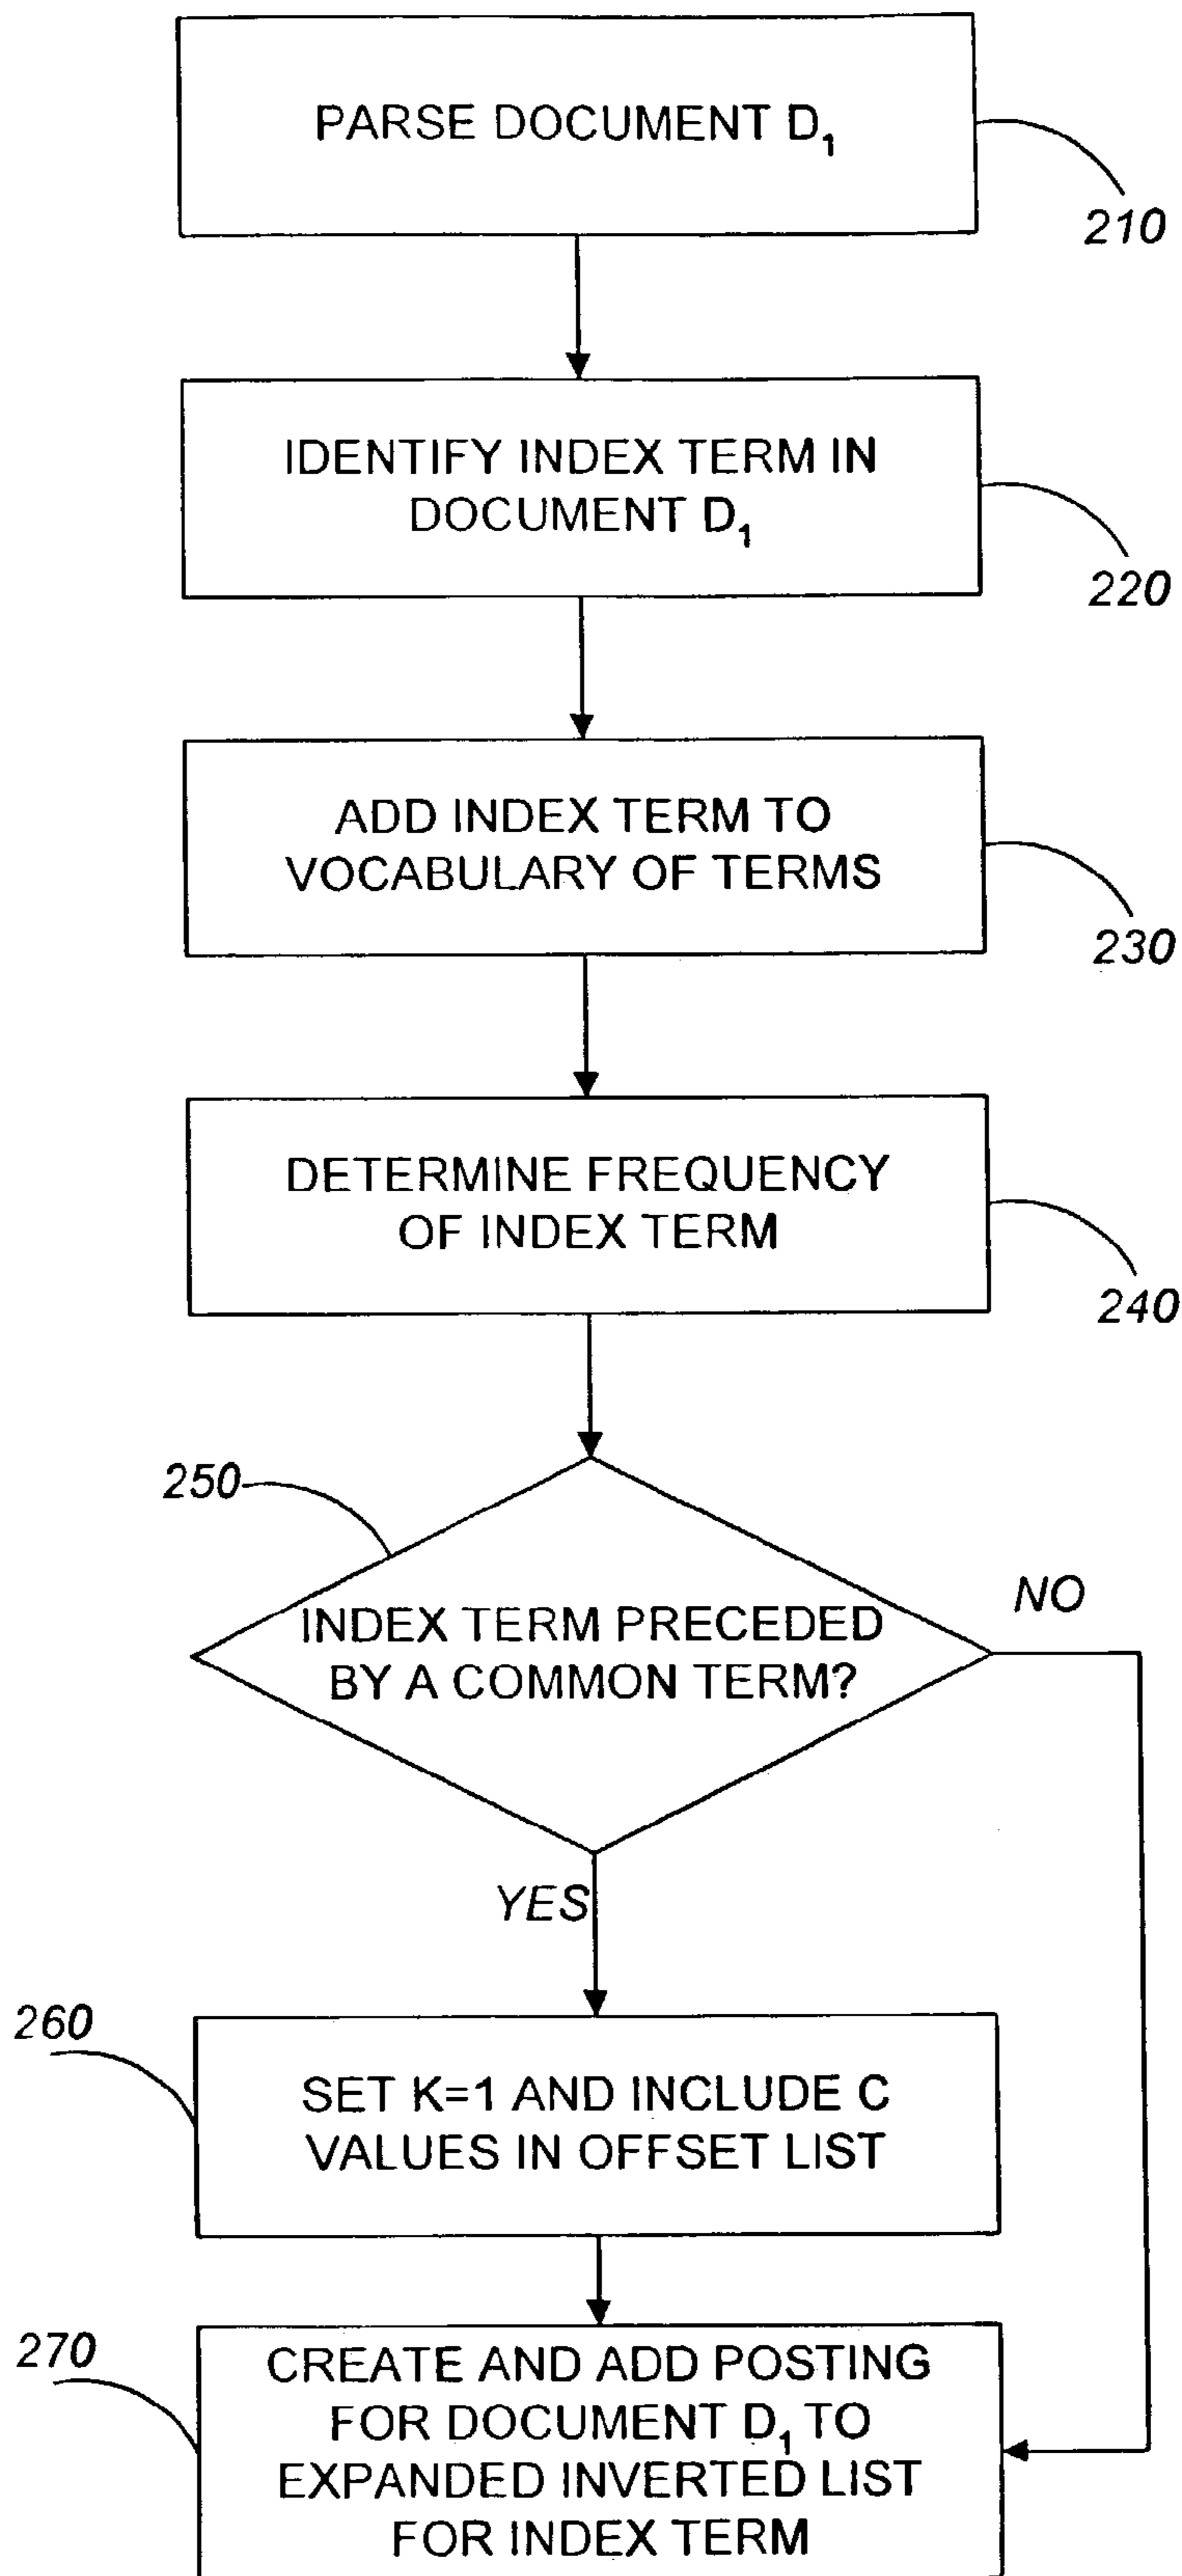 PARSE DOCUMENT D₁
210
IDENTIFY INDEX TERM IN
DOCUMENT D₁
220
ADD INDEX TERM TO
VOCABULARY OF TERMS
230
DETERMINE FREQUENCY
OF INDEX TERM
240
250
INDEX TERM PRECEDED
BY A COMMON TERM?
NO
YES
260
SET K=1 AND INCLUDE C
VALUES IN OFFSET LIST
270
CREATE AND ADD POSTING
FOR DOCUMENT D₁ TO
EXPANDED INVERTED LIST
FOR INDEX TERM